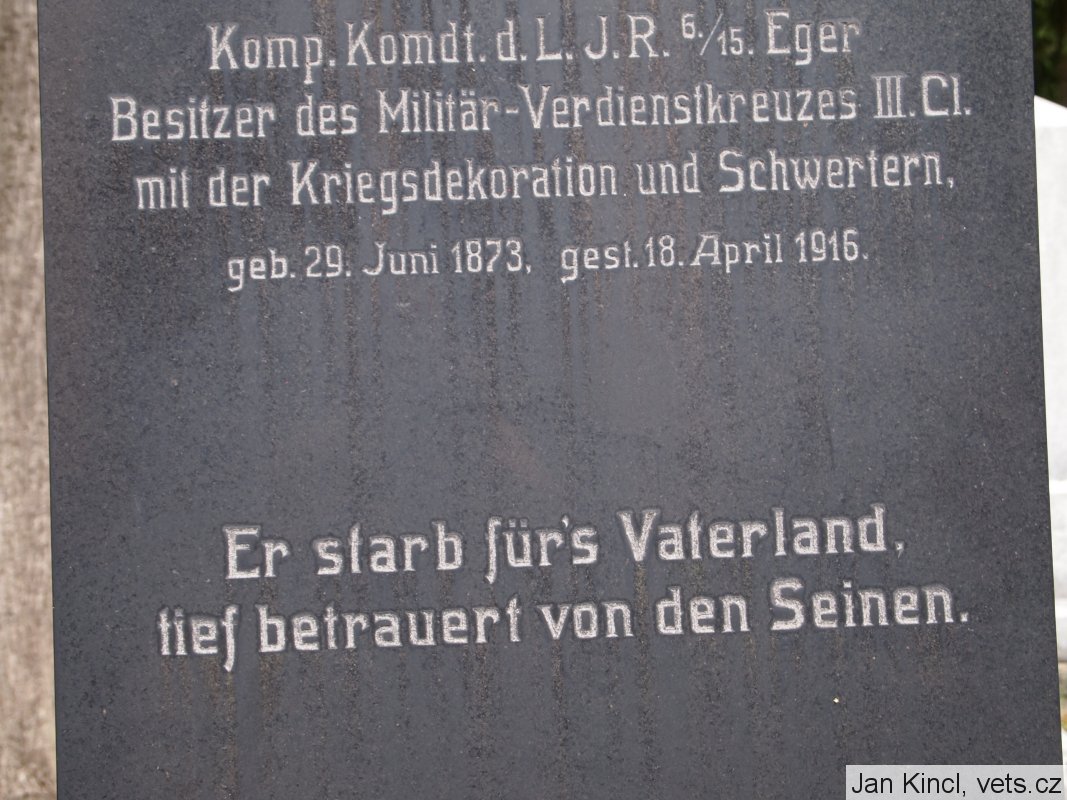 Komp. Komdt. d. L. J. R. 6./15. Eger
Besitzer des Militär-Verdienstkreuzes III. Cl.
mit der Kriegsdekoration und Schwertern,
geb. 29. Juni 1873, gest. 18. April 1916.
Er starb für's Vaterland,
tief betrauert von den Seinen.
Jan Kincl, vets.cz